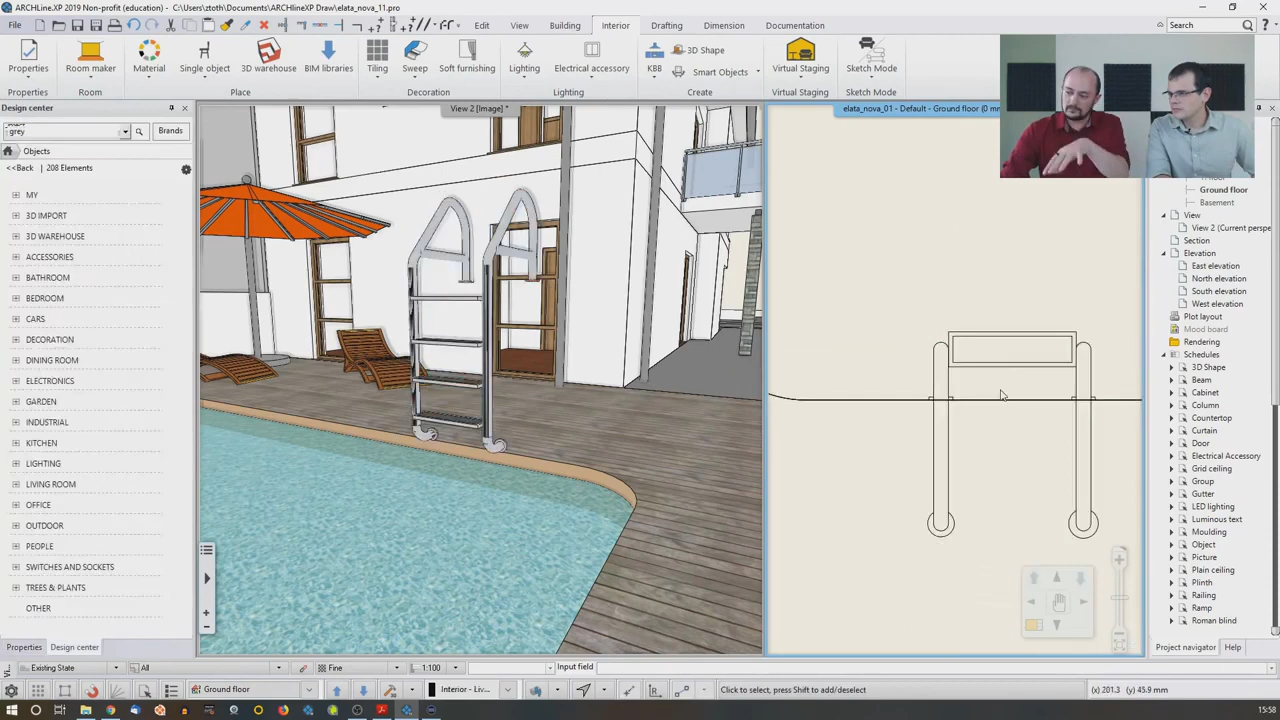 ARCHLine.XP 2019 Non-profit (education) - C:\Users\ztoth\Documents\ARCHlineXP Draw\elata_nova_11.pro
File
Edit
View
Building
Interior
Drafting
Dimension
Documentation
Search
Properties
Room maker
Material
Single object
3D warehouse
BIM libraries
Tiling
Sweep
Soft furnishing
Lighting
Electrical accessory
KBB
3D Shape
Smart Objects
Virtual Staging
Sketch Mode
Properties
Room
Place
Decoration
Lighting
Create
Virtual Staging
Sketch Mode
Design center
View 2 [Image] *
elata_nova_01 - Default - Ground floor (0 mm
grey
Brands
Objects
<<Back
208 Elements
MY
3D IMPORT
3D WAREHOUSE
ACCESSORIES
BATHROOM
BEDROOM
CARS
DECORATION
DINING ROOM
ELECTRONICS
GARDEN
INDUSTRIAL
KITCHEN
LIGHTING
LIVING ROOM
OFFICE
OUTDOOR
PEOPLE
SWITCHES AND SOCKETS
TREES & PLANTS
OTHER
Ground floor
Basement
View
View 2 (Current perspe
Section
Elevation
East elevation
North elevation
South elevation
West elevation
Plot layout
Mood board
Rendering
Schedules
3D Shape
Beam
Cabinet
Column
Countertop
Curtain
Door
Electrical Accessory
Grid ceiling
Group
Gutter
LED lighting
Luminous text
Moulding
Object
Picture
Plain ceiling
Plinth
Railing
Ramp
Roman blind
Properties
Design center
Project navigator
Help
Existing State
All
Fine
1:100
Input field
Ground floor
Interior - Liv...
Click to select, press Shift to add/deselect
(x) 201.3 (y) 45.9 mm
15:58